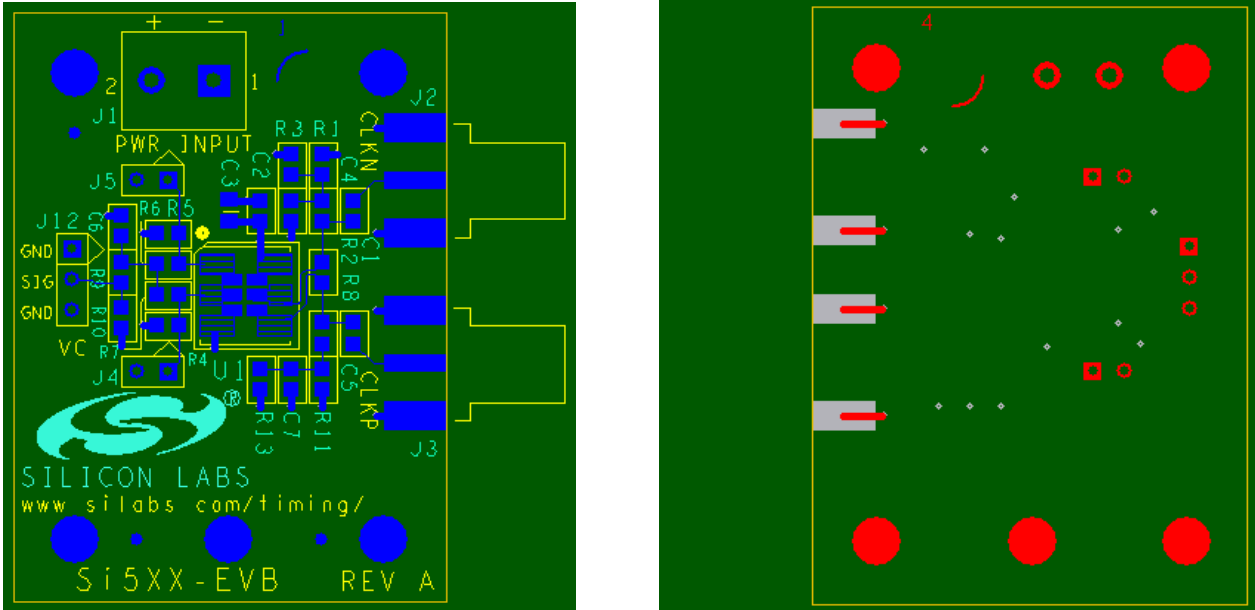 + -
1
2
1
J1
J2
PWR INPUT
R3 R1
CLKN
C2
C4
C3
J5
R6 R5
J12
C6
GND
SIG
GND
R9
R2
C1
R8
R10
VC
R7
R4
J4
U1
C5
CLKP
®
R13
C7
R11
J3
SILICON LABS
www silabs com/timing/
Si5XX-EVB
REV A
4